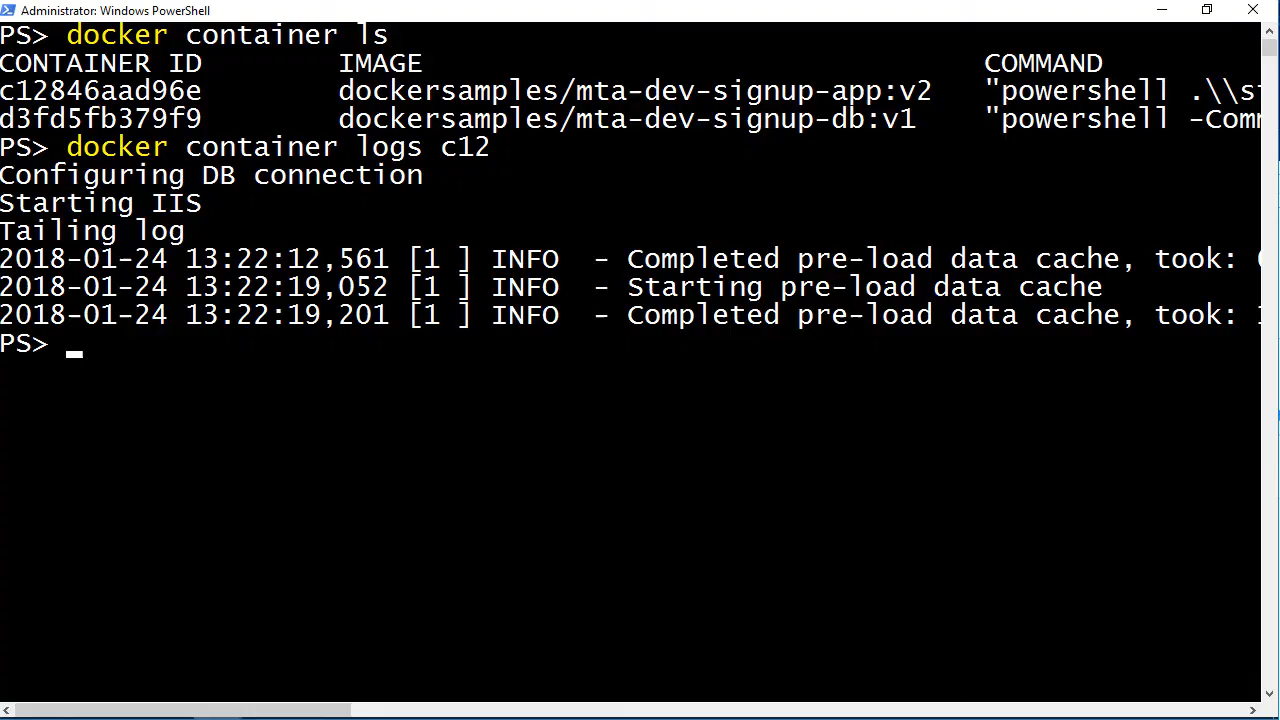 Administrator: Windows PowerShell
PS> docker container ls
CONTAINER ID IMAGE COMMAND
c12846aad96e dockersamples/mta-dev-signup-app:v2 "powershell .\\
d3fd5fb379f9 dockersamples/mta-dev-signup-db:v1 "powershell
PS> docker container logs c12
Configuring DB connection
Starting IIS
Tailing log
2018-01-24 13:22:12,561 [1 ] INFO - Completed pre-load data cache, took:
2018-01-24 13:22:19,052 [1 ] INFO - Starting pre-load data cache
2018-01-24 13:22:19,201 [1 ] INFO - Completed pre-load data cache, took:
PS>